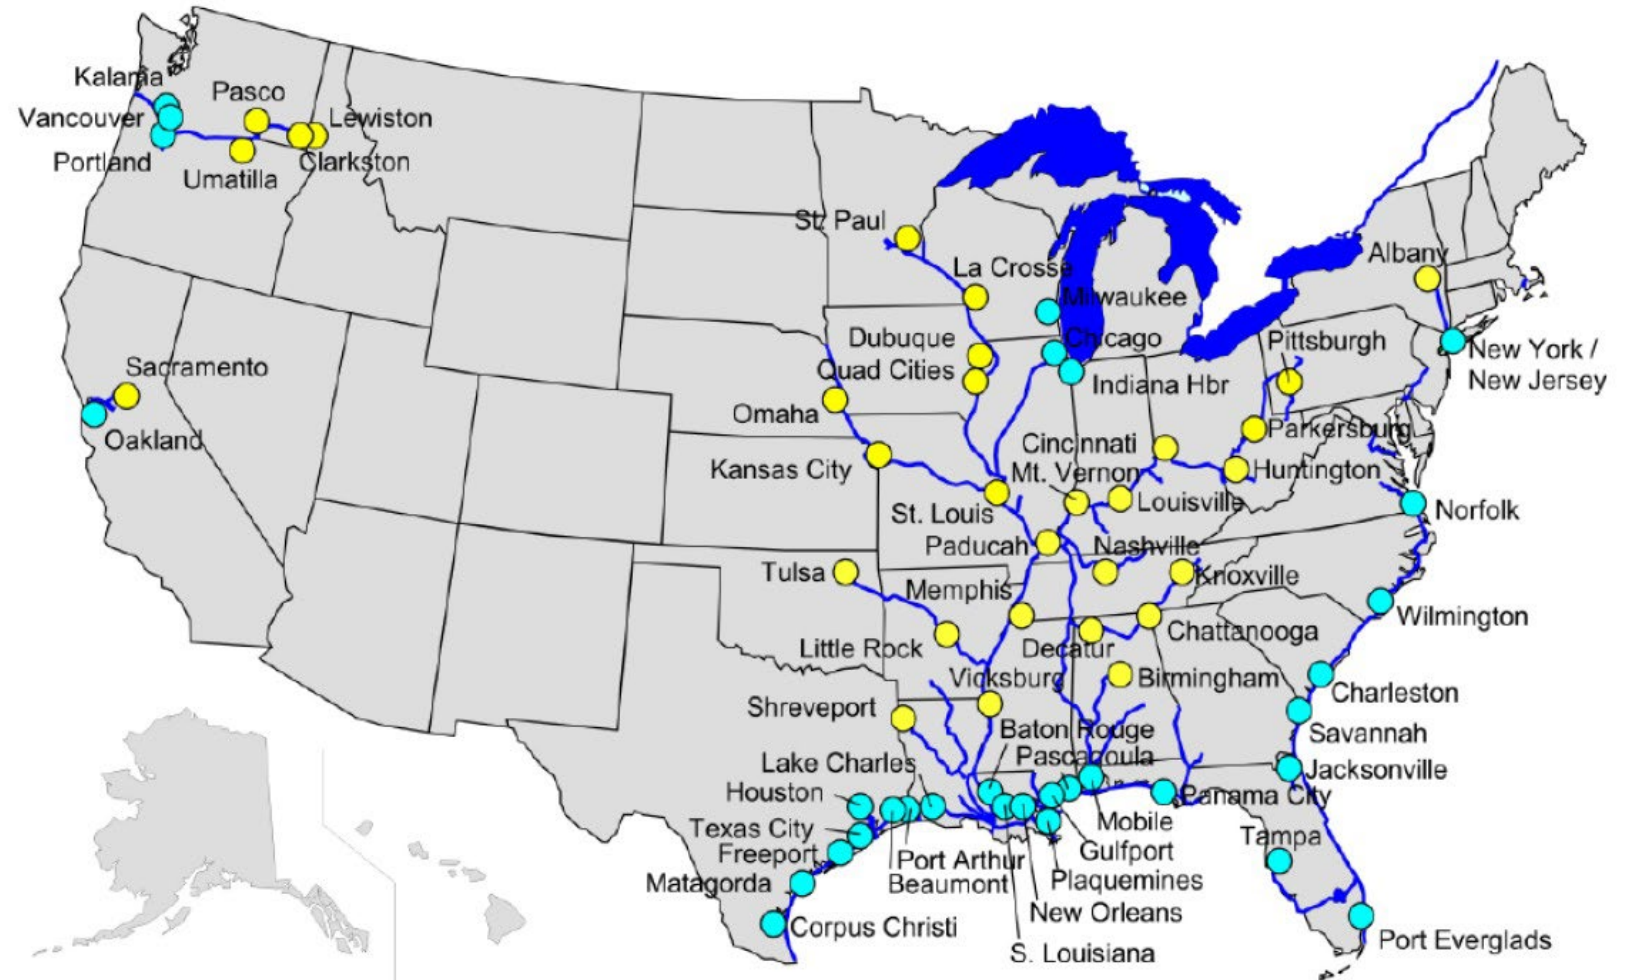 Kalama
Pasco
Vancouver
Lewiston
Portland
Clarkston
Umatilla
St. Paul
Albany
La Crosse
Milwaukee
Dubuque
Chicago
Pittsburgh
New York /
New Jersey
Quad Cities
Indiana Hbr
Sacramento
Omaha
Oakland
Parkersburg
Cincinnati
Kansas City
Mt. Vernon
Huntington
Louisville
St. Louis
Norfolk
Paducah
Nashville
Tulsa
Knoxville
Memphis
Wilmington
Chattanooga
Little Rock
Decatur
Vicksburg
Birmingham
Charleston
Shreveport
Baton Rouge
Savannah
Pascagoula
Lake Charles
Jacksonville
Houston
Panama City
Texas City
Mobile
Tampa
Freeport
Gulfport
Port Arthur
Matagorda
Beaumont
Plaquemines
New Orleans
Corpus Christi
S. Louisiana
Port Everglads